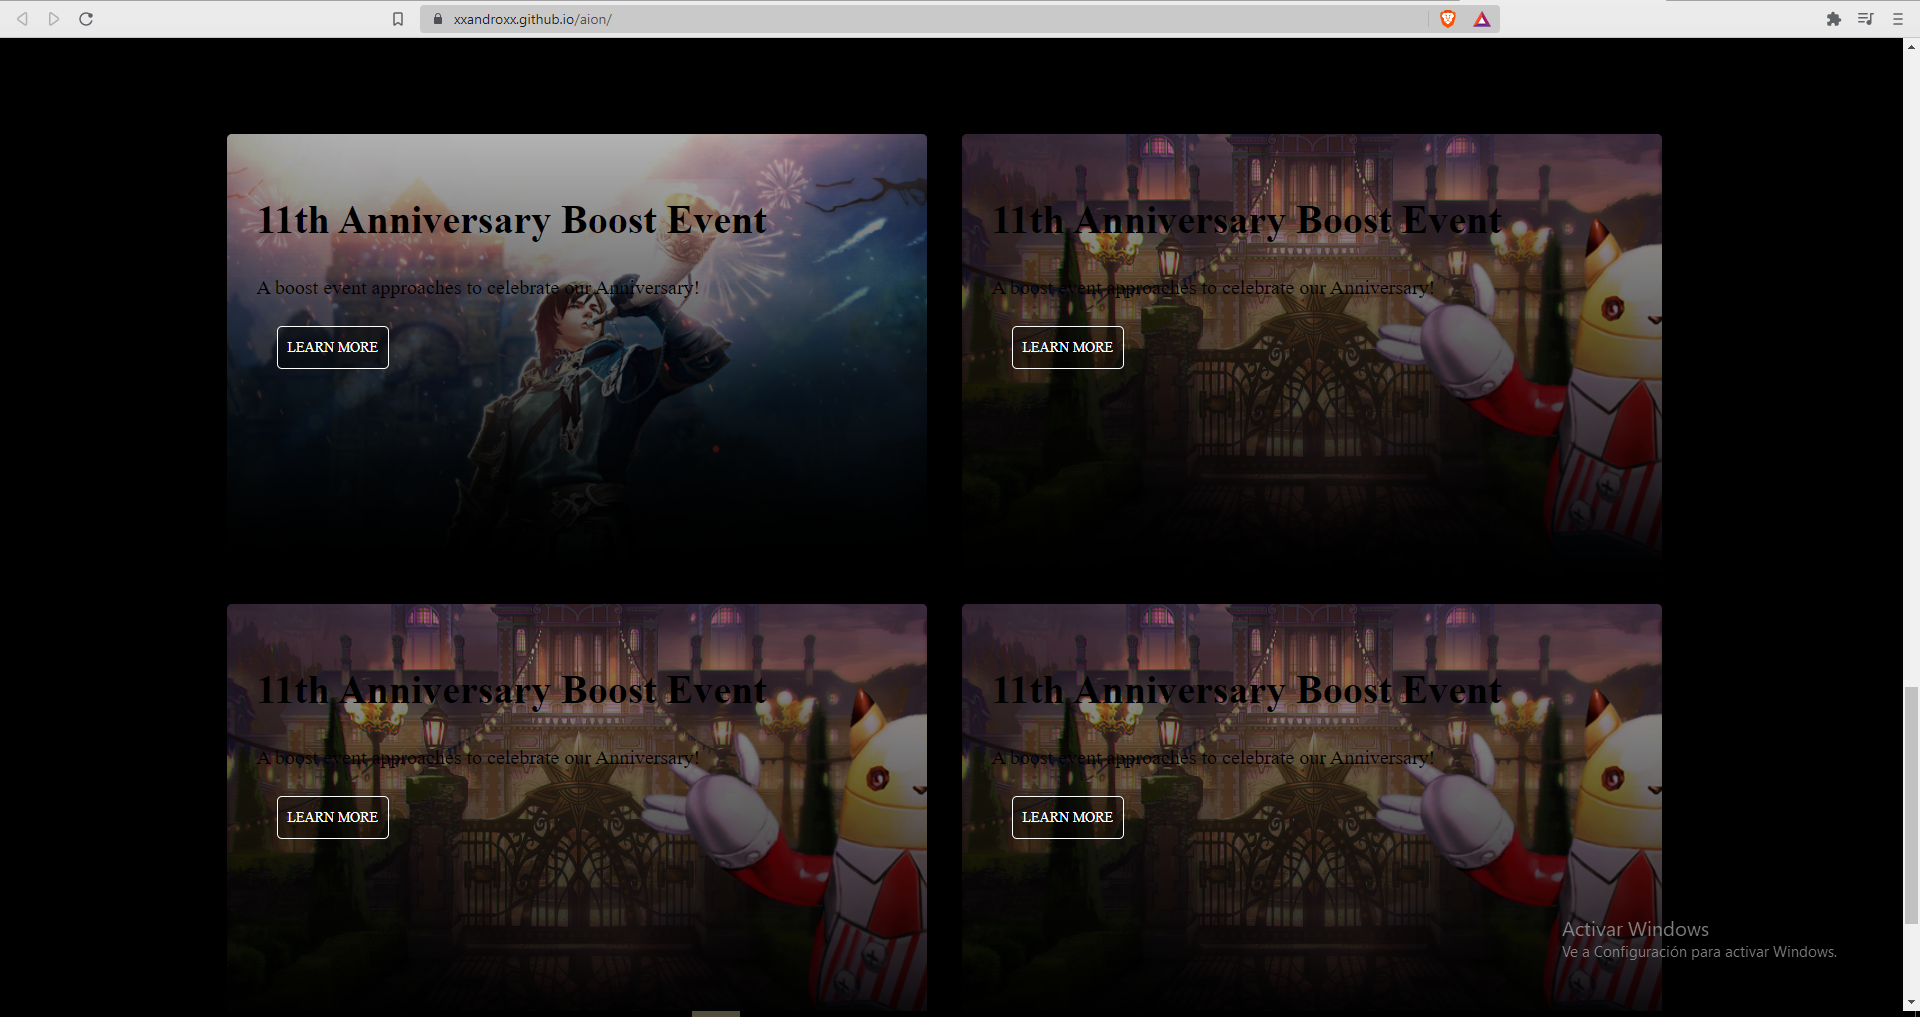 xxandroxx.github.io/aion/
11th Anniversary Boost Event
A boost event approaches to celebrate our Anniversary!
LEARN MORE
11th Anniversary Boost Event
A boost event approaches to celebrate our Anniversary!
LEARN MORE
11th Anniversary Boost Event
A boost event approaches to celebrate our Anniversary!
LEARN MORE
11th Anniversary Boost Event
A boost event approaches to celebrate our Anniversary!
LEARN MORE
Activar Windows
Ve a Configuración para activar Windows.